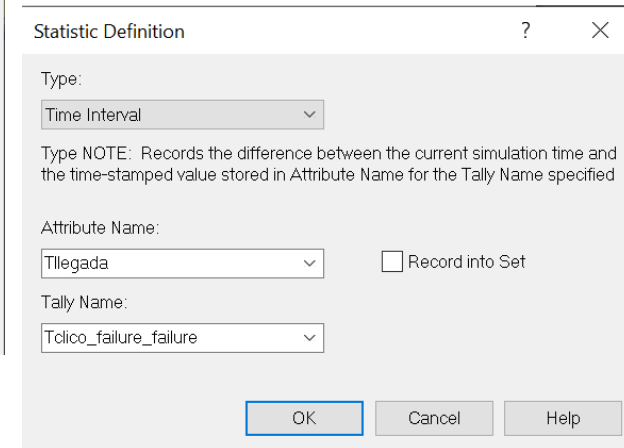 Statistic Definition
?
Type:
Time Interval
Type NOTE: Records the difference between the current simulation time and
the time-stamped value stored in Attribute Name for the Tally Name specified
Attribute Name:
Tllegada
Record into Set
Tally Name:
Tclico_failure_failure
OK Cancel Help